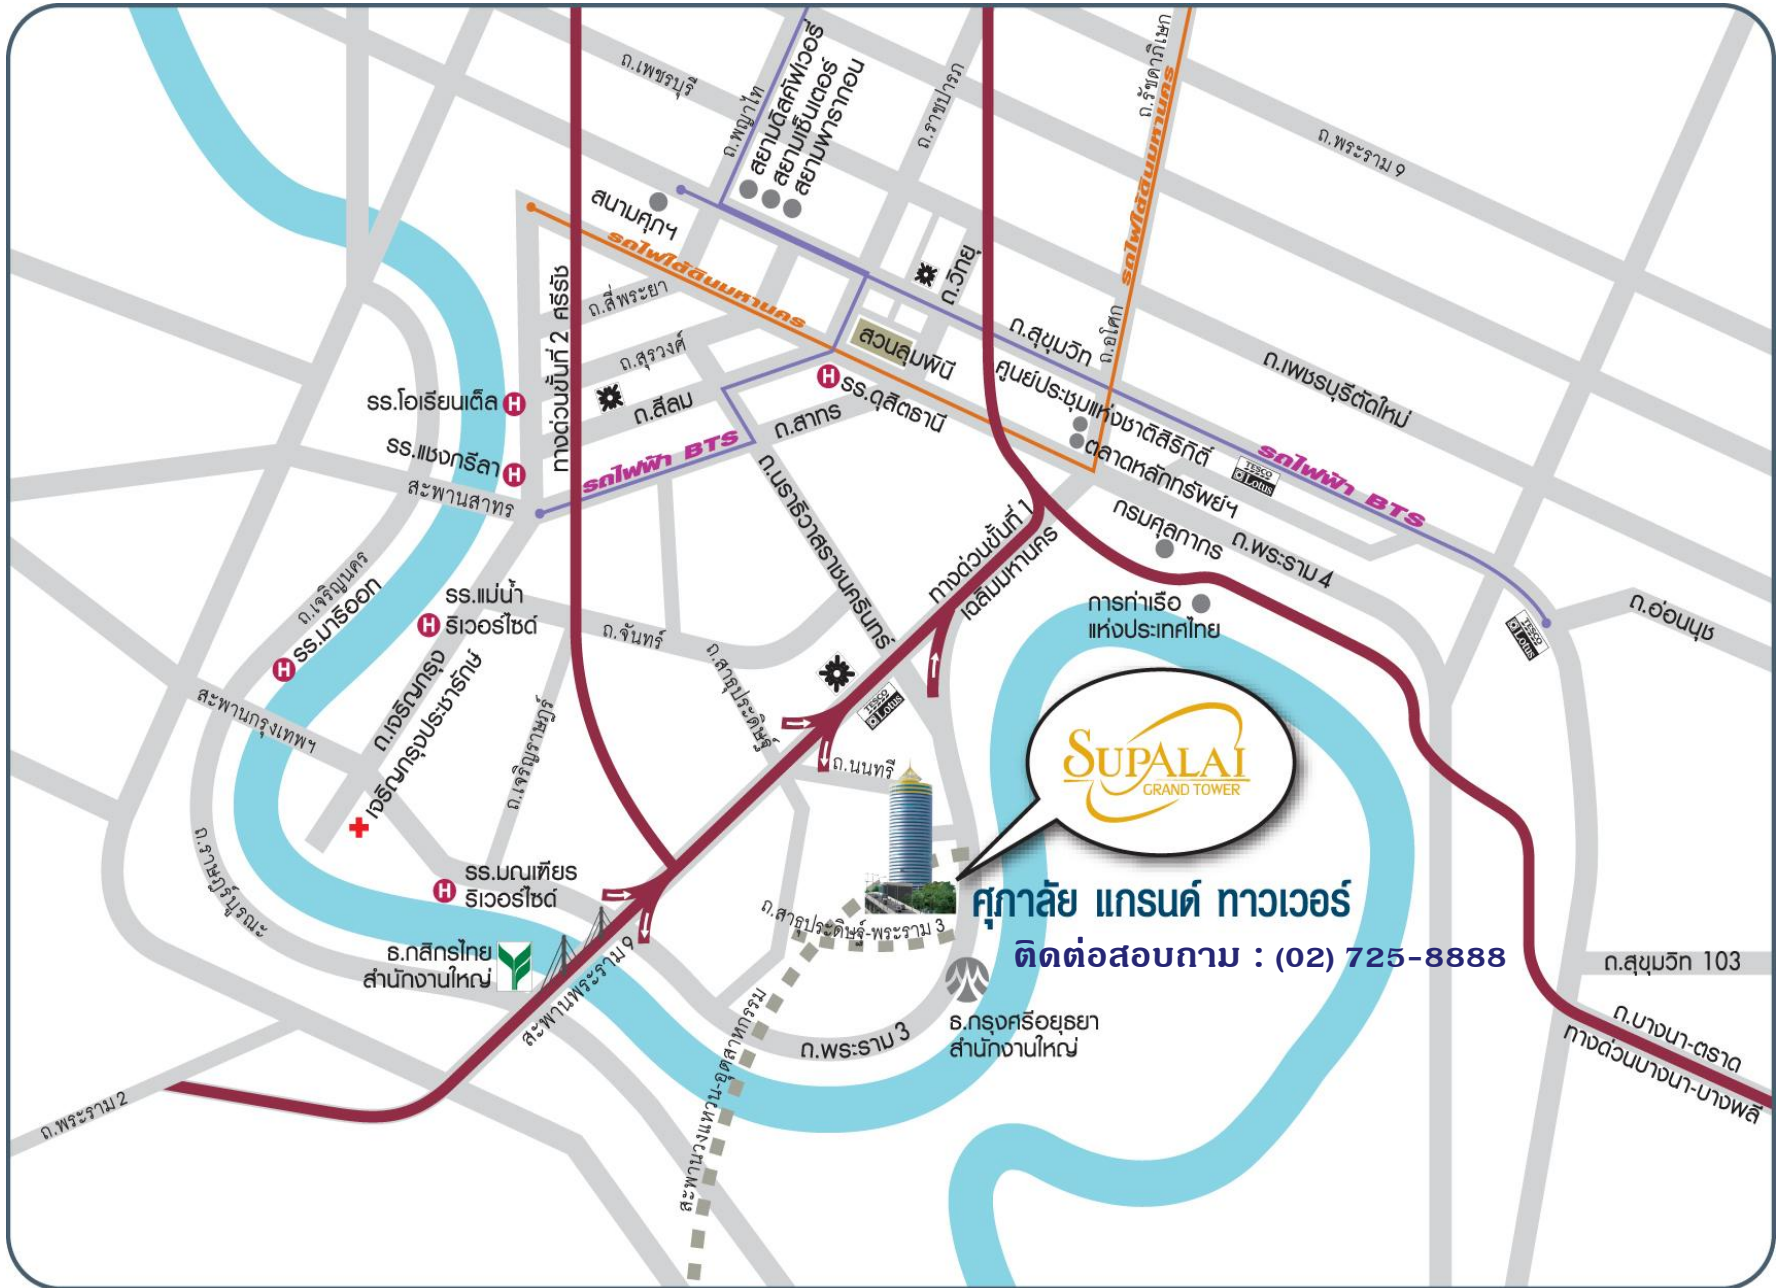 ถ.เพชรบุรี
ถ.พญาไท
สยามดิสคัฟเวอรี่
สยามเซ็นเตอร์
สยามพารากอน
ถ.ราชปรารภ
ถ.รัชดาภิเษก
รถไฟใต้ดินมหานคร
ถ.พระราม 9
สนามศุภฯ
รถไฟใต้ดินมหานคร
ทางด่วนขั้นที่ 2 ศรีรัช
ถ.สี่พระยา
ถ.วิทยุ
ถ.สุรวงศ์
สวนลุมพินี
ถ.สุขุมวิท
ถ.อโศก
ถ.เพชรบุรีตัดใหม่
รร.โอเรียนเต็ล H
ถ.สีลม
H รร.ดุสิตธานี
ศูนย์ประชุมแห่งชาติสิริกิติ์
ตลาดหลักทรัพย์ฯ
รร.แชงกรีลา H
รถไฟฟ้า BTS
ถ.สาทร
TESCO
Lotus
รถไฟฟ้า BTS
สะพานสาทร
ถ.นราธิวาสราชนครินทร์
ทางด่วนขั้นที่ 1
เฉลิมมหานคร
กรมศุลกากร
ถ.พระราม 4
ถ.เจริญนคร
H รร.มาริออท
รร.แม่น้ำ
H ริเวอร์ไซด์
ถ.จันทร์
การท่าเรือ
แห่งประเทศไทย
TESCO
Lotus
ถ.อ่อนนุช
สะพานกรุงเทพฯ
ถ.เจริญกรุง
เจริญกรุงประชารักษ์
ถ.เจริญราษฎร์
ถ.สาธุประดิษฐ์
TESCO
Lotus
ถ.นนทรี
SUPALAI
GRAND TOWER
ถ.ราษฎร์บูรณะ
รร.มณเฑียร
H ริเวอร์ไซด์
ถ.สาธุประดิษฐ์-พระราม 3
ศุภาลัย แกรนด์ ทาวเวอร์
ติดต่อสอบถาม : (02) 725-8888
ธ.กสิกรไทย
สำนักงานใหญ่
สะพานพระราม 9
ถ.สุขุมวิท 103
ถ.พระราม 3
ธ.กรุงศรีอยุธยา
สำนักงานใหญ่
สะพานวงแหวน-อุตสาหกรรม
ถ.บางนา-ตราด
ทางด่วนบางนา-บางพลี
ถ.พระราม 2